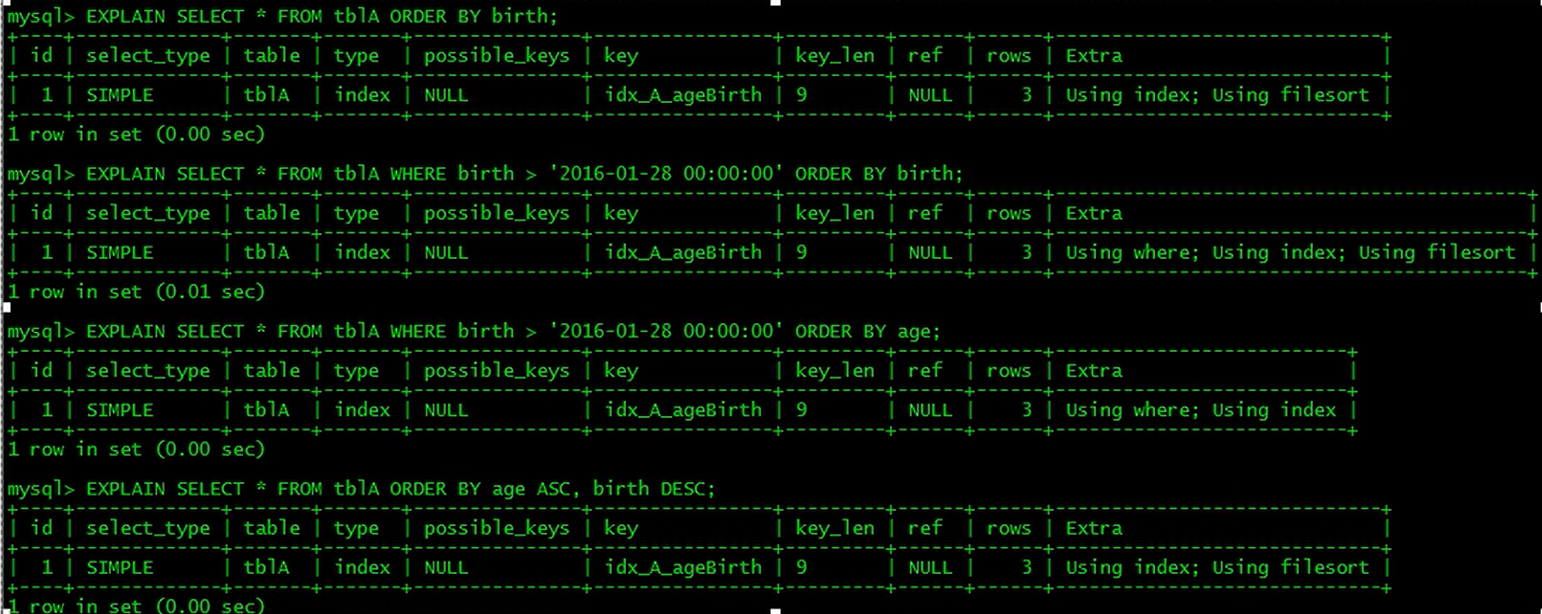 mysql> EXPLAIN SELECT * FROM tblA ORDER BY birth;
+----+-------------+-------+-------+---------------+----------------+---------+------+------+-----------------------------+
| id | select_type | table | type | possible_keys | key | key_len | ref | rows | Extra |
+----+-------------+-------+-------+---------------+----------------+---------+------+------+-----------------------------+
| 1 | SIMPLE | tblA | index | NULL | idx_A_ageBirth | 9 | NULL | 3 | Using index; Using filesort |
+----+-------------+-------+-------+---------------+----------------+---------+------+------+-----------------------------+
1 row in set (0.00 sec)
mysql> EXPLAIN SELECT * FROM tblA WHERE birth > '2016-01-28 00:00:00' ORDER BY birth;
+----+-------------+-------+-------+---------------+----------------+---------+------+------+------------------------------------------+
| id | select_type | table | type | possible_keys | key | key_len | ref | rows | Extra |
+----+-------------+-------+-------+---------------+----------------+---------+------+------+------------------------------------------+
| 1 | SIMPLE | tblA | index | NULL | idx_A_ageBirth | 9 | NULL | 3 | Using where; Using index; Using filesort |
+----+-------------+-------+-------+---------------+----------------+---------+------+------+------------------------------------------+
1 row in set (0.01 sec)
mysql> EXPLAIN SELECT * FROM tblA WHERE birth > '2016-01-28 00:00:00' ORDER BY age;
+----+-------------+-------+-------+---------------+----------------+---------+------+------+--------------------------+
| id | select_type | table | type | possible_keys | key | key_len | ref | rows | Extra |
+----+-------------+-------+-------+---------------+----------------+---------+------+------+--------------------------+
| 1 | SIMPLE | tblA | index | NULL | idx_A_ageBirth | 9 | NULL | 3 | Using where; Using index |
+----+-------------+-------+-------+---------------+----------------+---------+------+------+--------------------------+
1 row in set (0.00 sec)
mysql> EXPLAIN SELECT * FROM tblA ORDER BY age ASC, birth DESC;
+----+-------------+-------+-------+---------------+----------------+---------+------+------+-----------------------------+
| id | select_type | table | type | possible_keys | key | key_len | ref | rows | Extra |
+----+-------------+-------+-------+---------------+----------------+---------+------+------+-----------------------------+
| 1 | SIMPLE | tblA | index | NULL | idx_A_ageBirth | 9 | NULL | 3 | Using index; Using filesort |
+----+-------------+-------+-------+---------------+----------------+---------+------+------+-----------------------------+
1 row in set (0.00 sec)